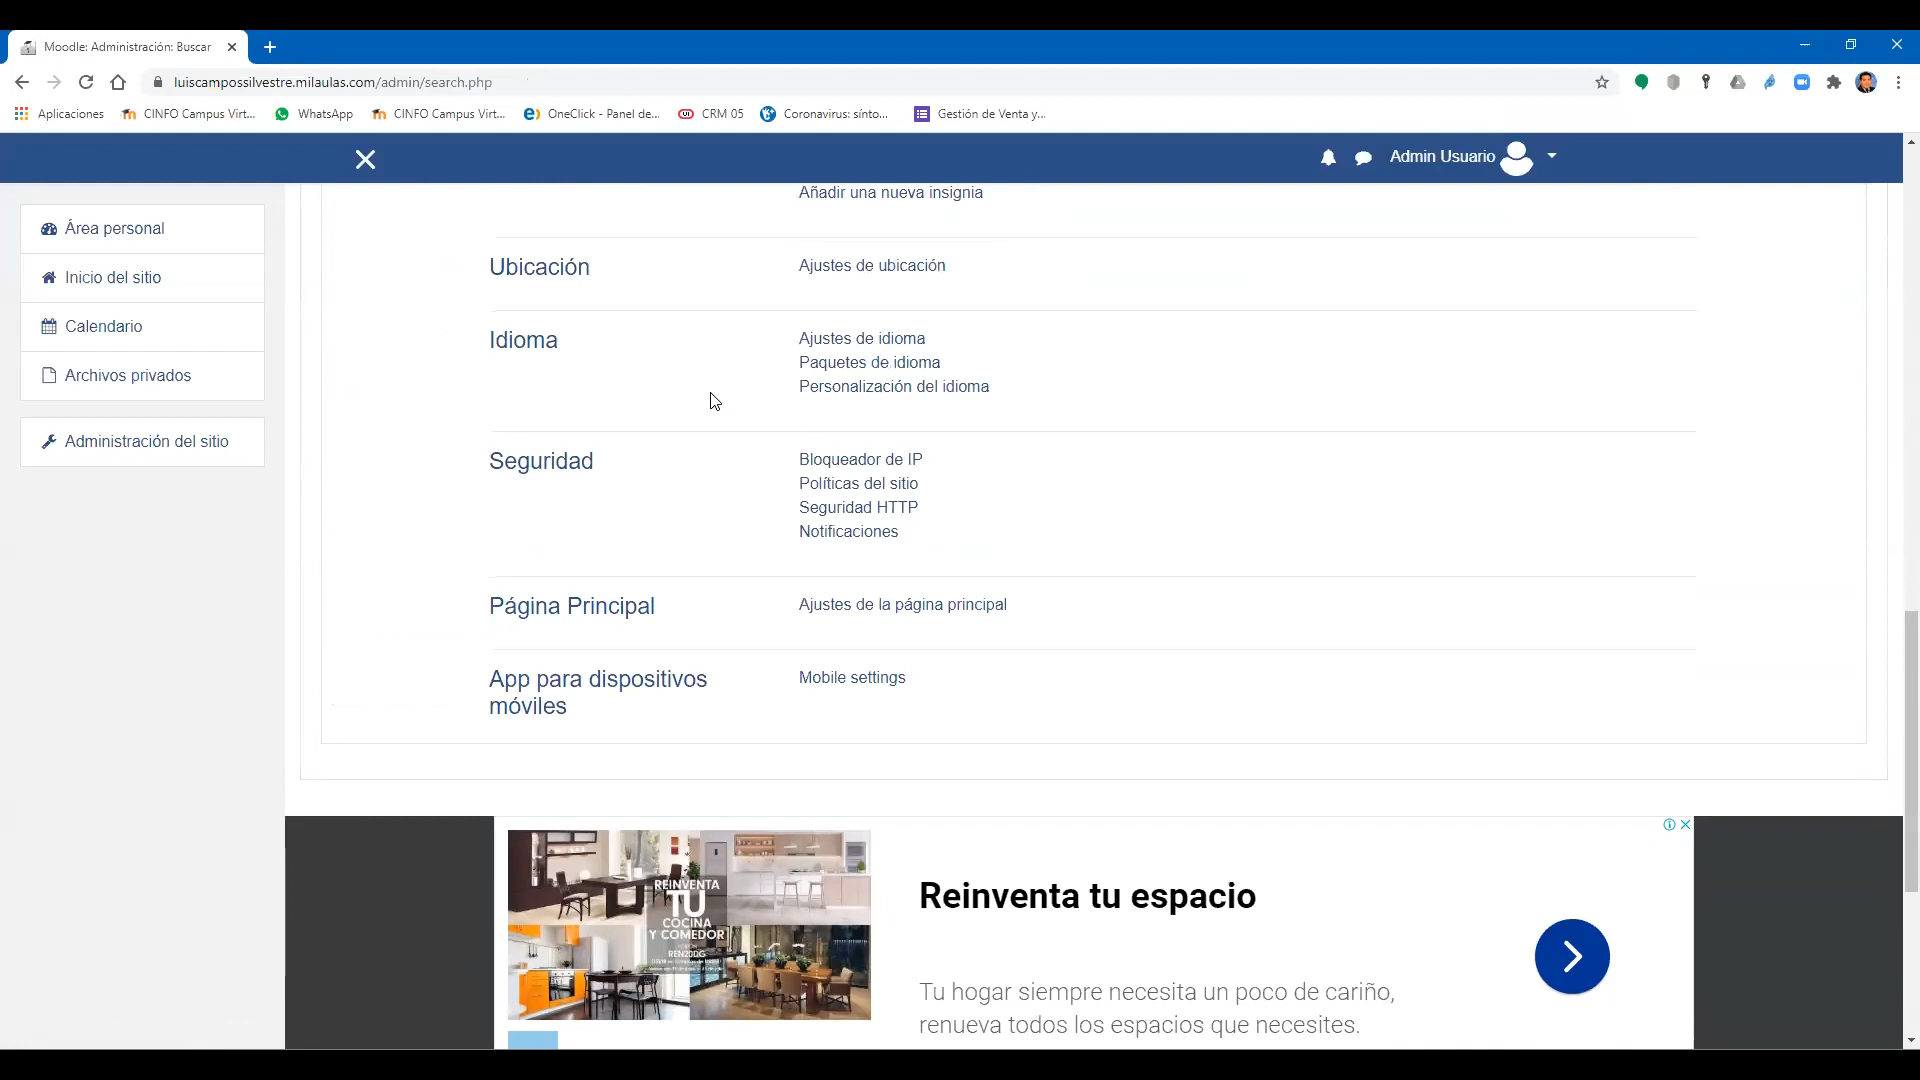 Moodle: Administración: Buscar
luiscampossilvestre.milaulas.com/admin/search.php
Aplicaciones
CINFO Campus Virt...
WhatsApp
CINFO Campus Virt...
OneClick - Panel de...
CRM 05
Coronavirus: sínto...
Gestión de Venta y...
Admin Usuario
Área personal
Inicio del sitio
Calendario
Archivos privados
Administración del sitio
Añadir una nueva insignia
Ubicación
Ajustes de ubicación
Idioma
Ajustes de idioma
Paquetes de idioma
Personalización del idioma
Seguridad
Bloqueador de IP
Políticas del sitio
Seguridad HTTP
Notificaciones
Página Principal
Ajustes de la página principal
App para dispositivos
móviles
Mobile settings
REINVENTA
TU
COCINA
Y COMEDOR
REN20DG
Reinventa tu espacio
Tu hogar siempre necesita un poco de cariño,
renueva todos los espacios que necesites.